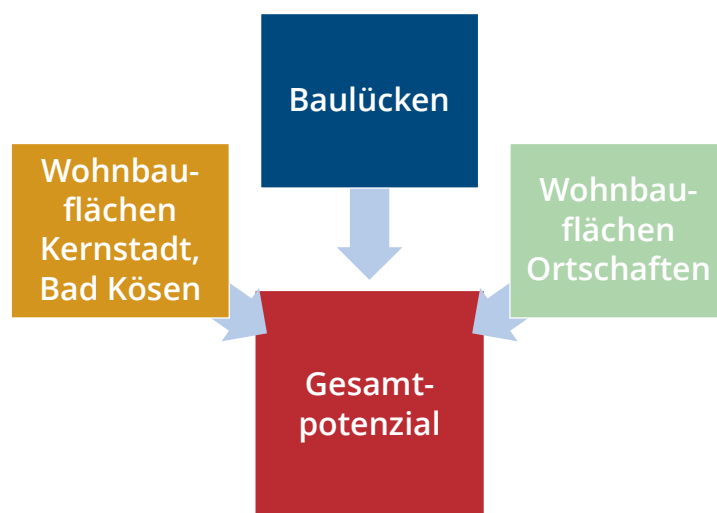 Baulücken
Wohnbau-
flächen
Kernstadt,
Bad Kösen
Wohnbau-
flächen
Ortschaften
Gesamt-
potenzial